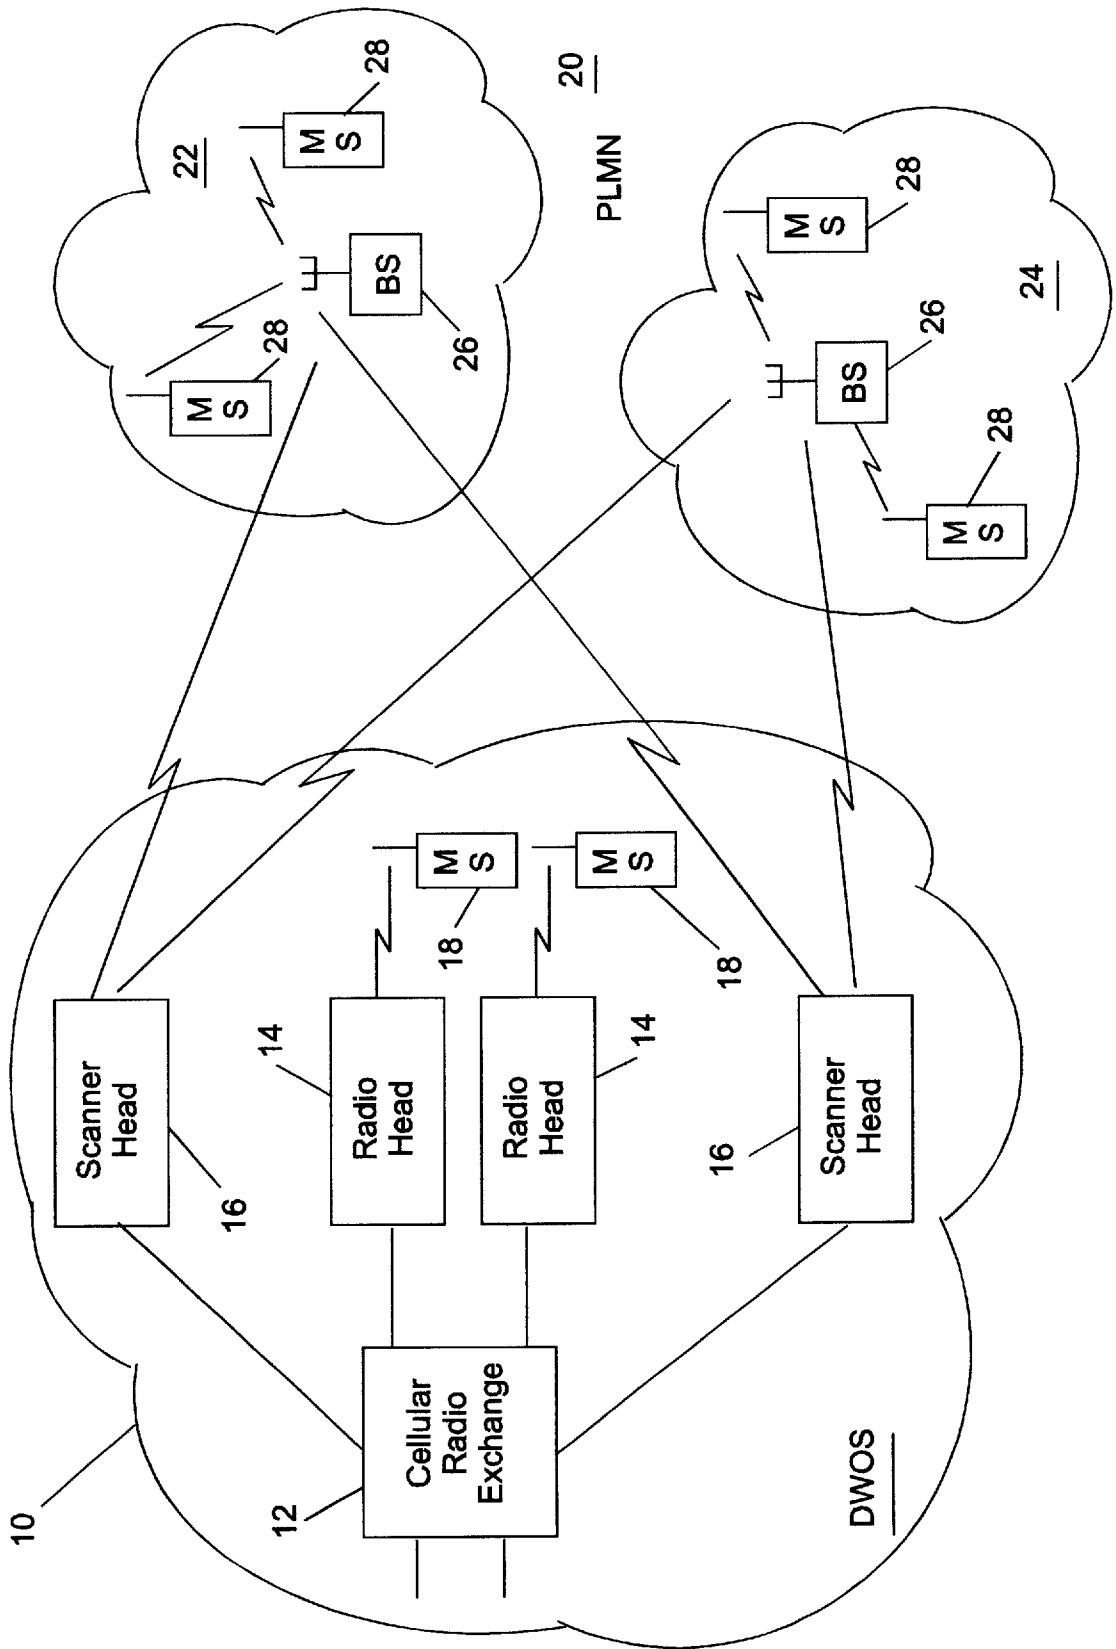 10
12
Cellular
Radio
Exchange
DWOS
Scanner
Head
16
14
Radio
Head
Radio
Head
14
16
Scanner
Head
18
M
S
M
S
18
M
S
28
22
M
S
28
BS
26
PLMN
20
M
S
28
BS
26
24
M
S
28